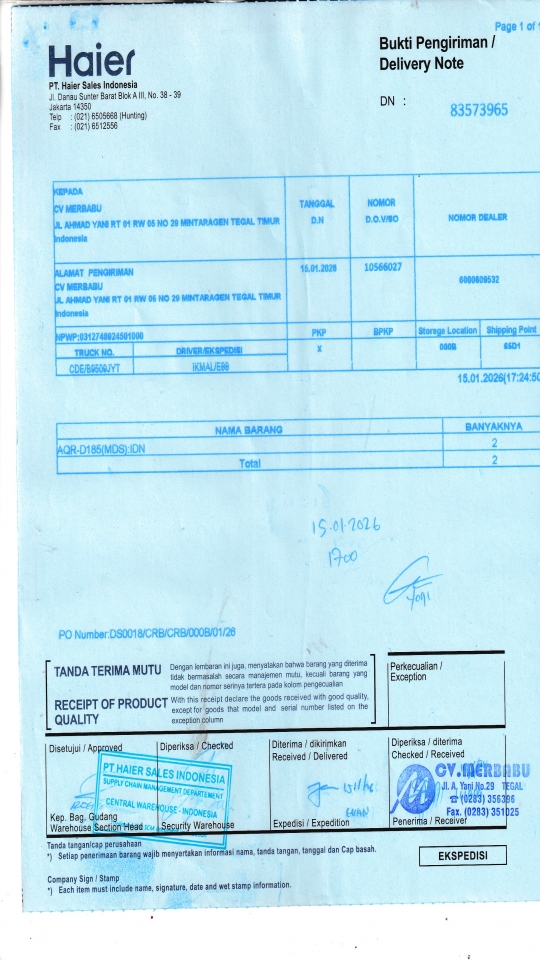 Page 1 of 1
Haier
Bukti Pengiriman /
Delivery Note
PT. Haier Sales Indonesia
Jl. Danau Sunter Barat Blok A III, No. 38 - 39
Jakarta 14350
Telp : (021) 6505668 (Hunting)
Fax : (021) 6512556
DN : 83573965
KEPADA
CV MERBABU
JL AHMAD YANI RT 01 RW 05 NO 29 MINTARAGEN TEGAL TIMUR
Indonesia
TANGGAL
D.N
NOMOR
D.O.V/SO
NOMOR DEALER
ALAMAT PENGIRIMAN
CV MERBABU
JL AHMAD YANI RT 01 RW 05 NO 29 MINTARAGEN TEGAL TIMUR
Indonesia
15.01.2026
10566027
NPWP:0312748924501000
PKP
BPKP
Storage Location
Shipping Point
TRUCK NO.
DRIVER/EKSPEDISI
X
000B
CDE/B9509JYT
15.01.2026(17:24:50
NAMA BARANG
BANYAKNYA
AQR-D185(MDS):IDN
2
Total
2
15.01.2026
1700
Yogi
PO Number:DS0018/CRB/CRB/000B/01/26
TANDA TERIMA MUTU
Dengan lembaran ini juga, menyatakan bahwa barang yang diterima
tidak bermasalah secara manajemen mutu, kecuali barang yang
model dan nomor serinya tertera pada kolom pengecualian
RECEIPT OF PRODUCT
QUALITY
With this receipt declare the goods received with good quality,
except for goods that model and serial number listed on the
exception column
Perkecualian /
Exception
Disetujui / Approved
Diperiksa / Checked
Diterima / dikirimkan
Received / Delivered
Diperiksa / diterima
Checked / Received
PT HAIER SALES INDONESIA
SUPPLY CHAIN MANAGEMENT DEPARTEMENT
CENTRAL WAREHOUSE - INDONESIA
CV.MERBABU
Jl. A. Yani No.29 TEGAL
☎ (0283) 356396
Fax. (0283) 351025
Kep. Bag. Gudang
Warehouse Section Head
Security Warehouse
Expedisi / Expedition
Penerima / Receiver
Tanda tangan/cap perusahaan
*) Setiap penerimaan barang wajib menyertakan informasi nama, tanda tangan, tanggal dan Cap basah.
EKSPEDISI
Company Sign / Stamp
*) Each item must include name, signature, date and wet stamp information.